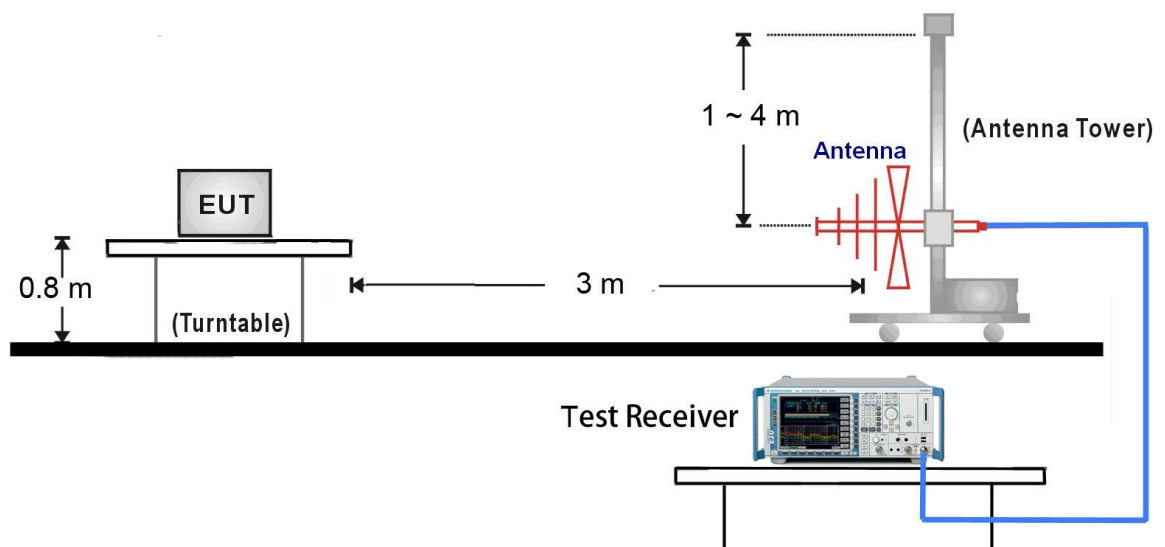 1 ~ 4 m
(Antenna Tower)
Antenna
EUT
0.8 m
3 m
(Turntable)
Test Receiver